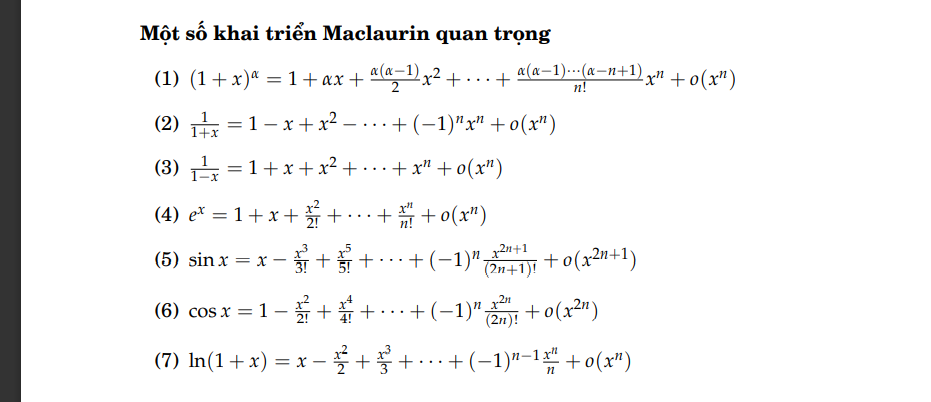 Một số khai triển Maclaurin quan trọng
(1) $(1+x)^\alpha = 1 + \alpha x + \frac{\alpha(\alpha-1)}{2}x^2 + \cdots + \frac{\alpha(\alpha-1)\cdots(\alpha-n+1)}{n!}x^n + o(x^n)$
(2) $\frac{1}{1+x} = 1 - x + x^2 - \cdots + (-1)^n x^n + o(x^n)$
(3) $\frac{1}{1-x} = 1 + x + x^2 + \cdots + x^n + o(x^n)$
(4) $e^x = 1 + x + \frac{x^2}{2!} + \cdots + \frac{x^n}{n!} + o(x^n)$
(5) $\sin x = x - \frac{x^3}{3!} + \frac{x^5}{5!} + \cdots + (-1)^n \frac{x^{2n+1}}{(2n+1)!} + o(x^{2n+1})$
(6) $\cos x = 1 - \frac{x^2}{2!} + \frac{x^4}{4!} + \cdots + (-1)^n \frac{x^{2n}}{(2n)!} + o(x^{2n})$
(7) $\ln(1+x) = x - \frac{x^2}{2} + \frac{x^3}{3} + \cdots + (-1)^{n-1} \frac{x^n}{n} + o(x^n)$